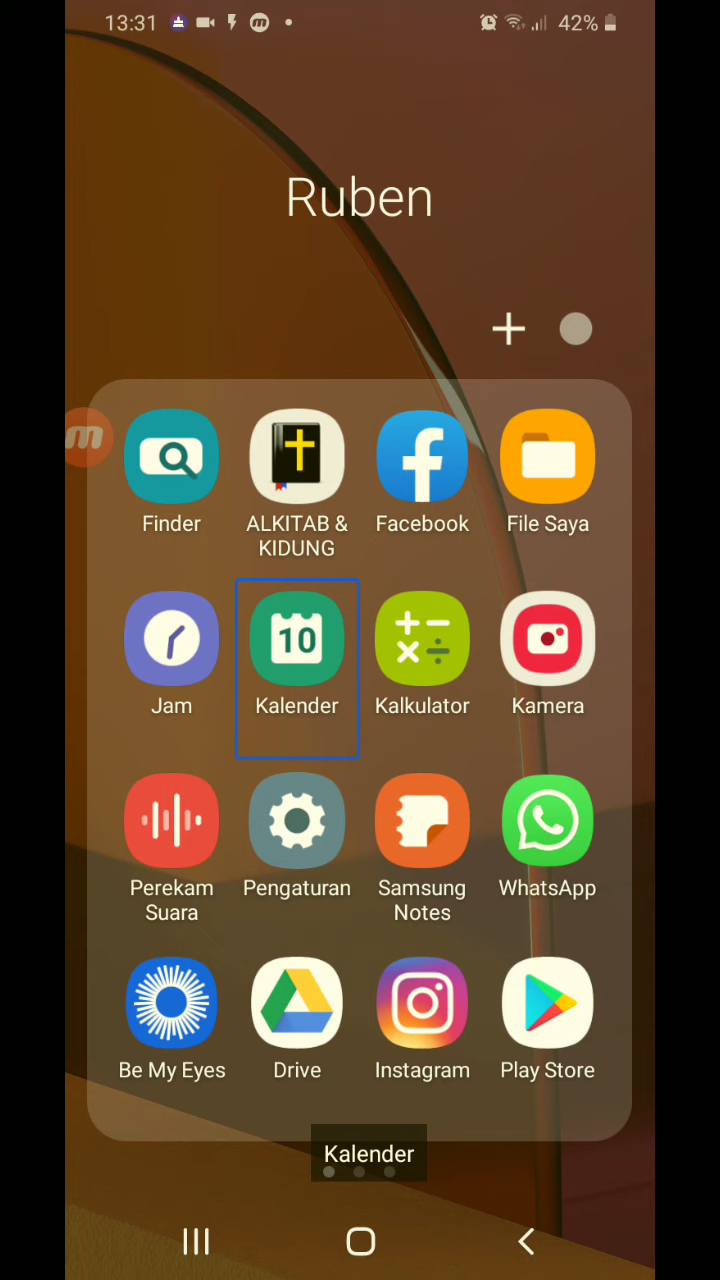 13:31
42%
Ruben
Finder
ALKITAB &
KIDUNG
Facebook
File Saya
Jam
10
Kalender
Kalkulator
Kamera
Perekam
Suara
Pengaturan
Samsung
Notes
WhatsApp
Be My Eyes
Drive
Instagram
Play Store
Kalender